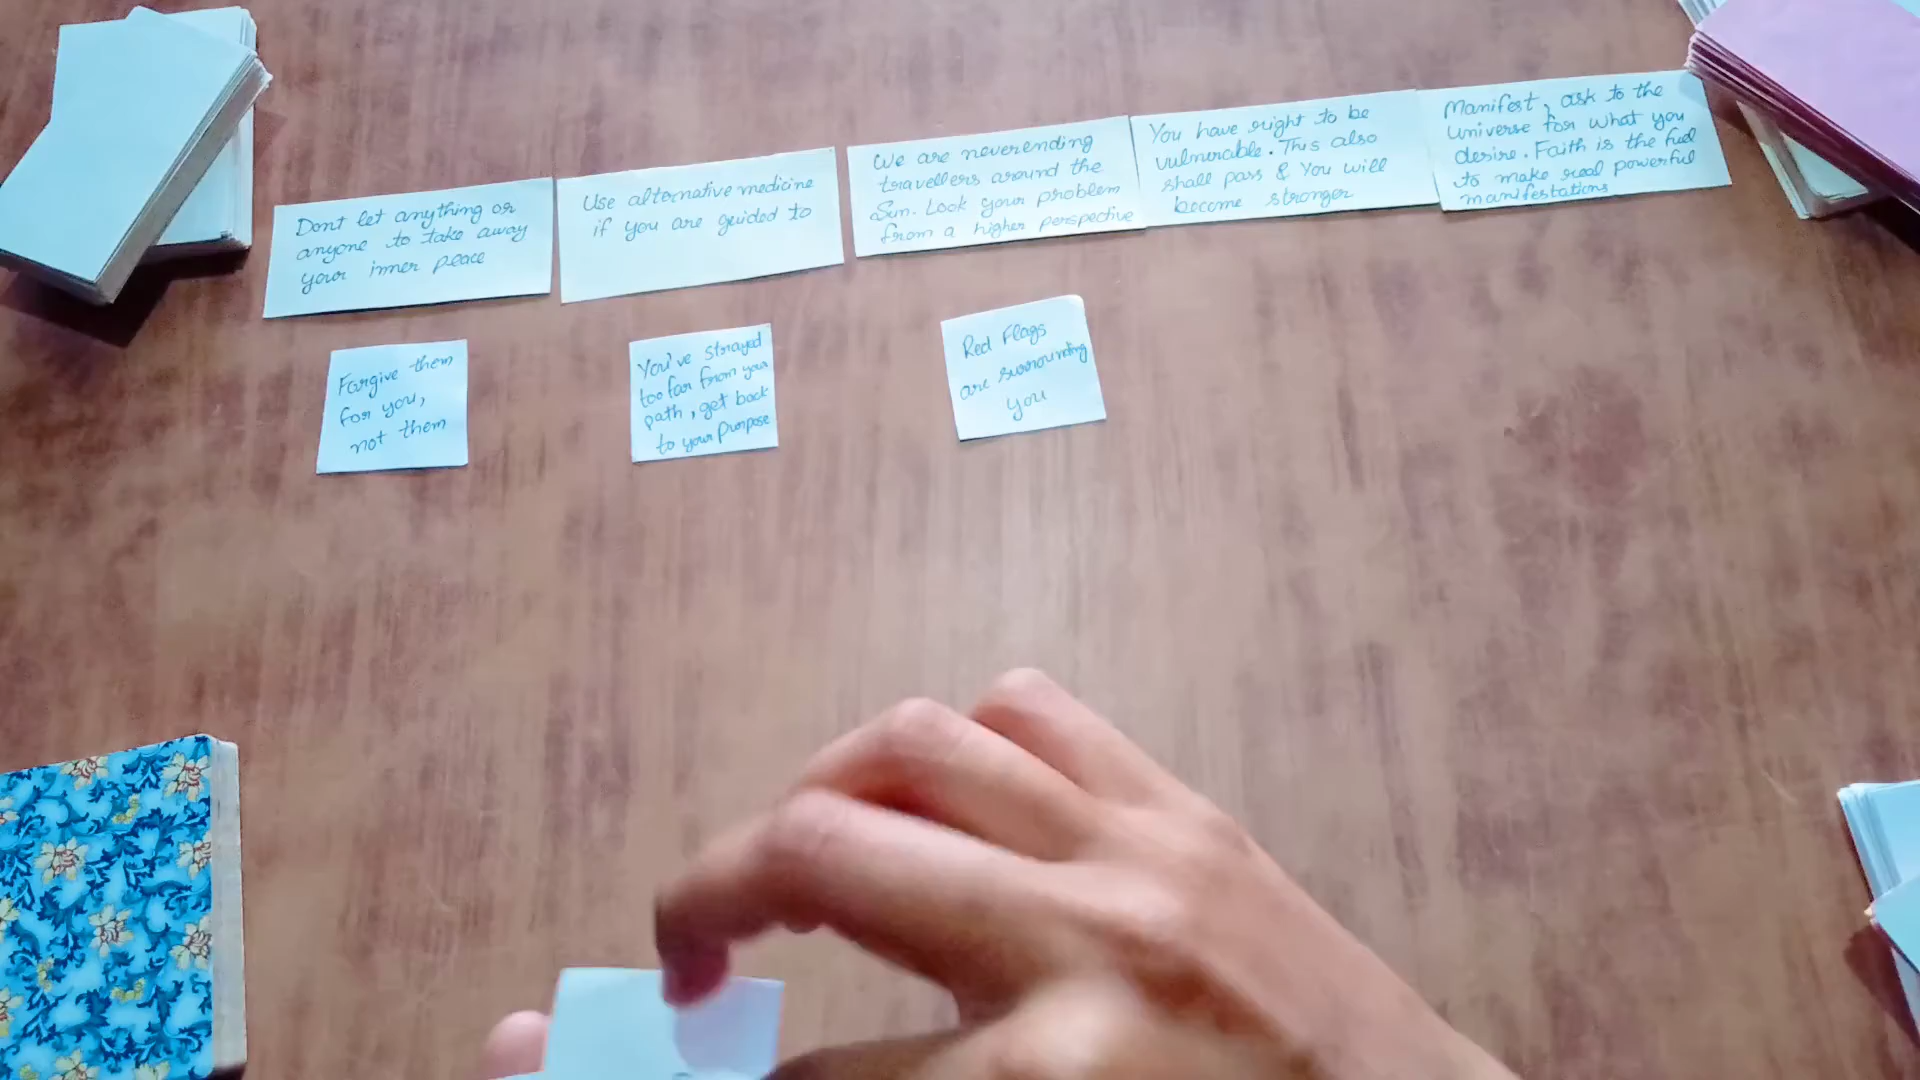 Dont let anything or
anyone to take away
your inner peace
Use alternative medicine
if you are guided to
We are neverending
travellers around the
Sun. Look your problem
from a higher perspective
You have right to be
vulnerable. This also
shall pass & You will
become stronger
Manifest, ask to the
Universe for what you
desire. Faith is the fuel
to make real powerful
manifestations
Forgive them
for you,
not them
You've strayed
too far from your
path, get back
to your purpose
Red Flags
are surrounding
you